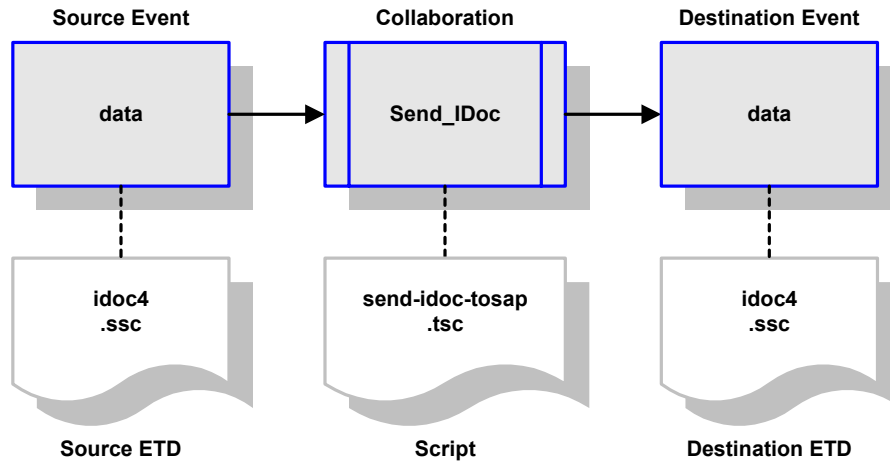 Source Event
Collaboration
Destination Event
data
Send_IDoc
data
idoc4
.ssc
send-idoc-tosap
.tsc
idoc4
.ssc
Source ETD
Script
Destination ETD